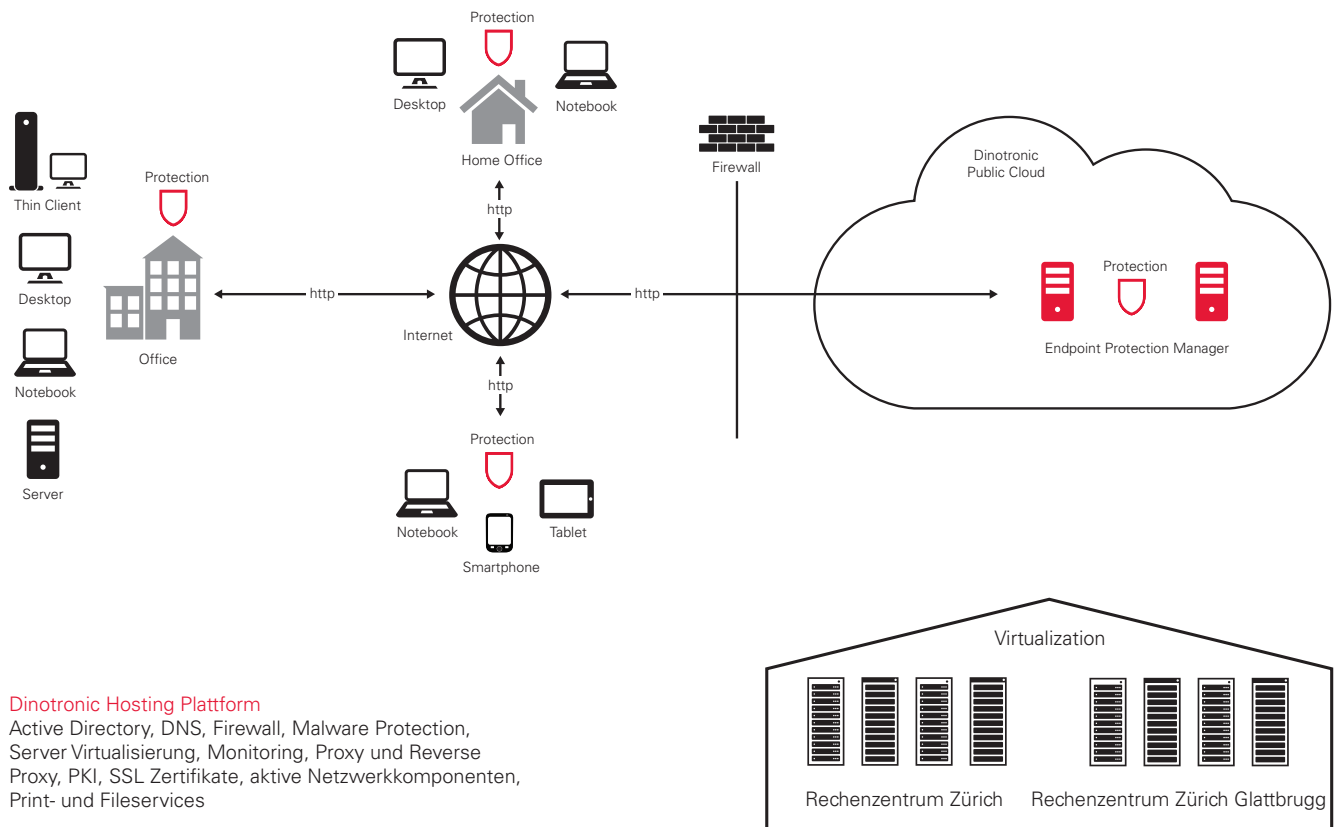 Protection
Desktop
Notebook
Home Office
http
Thin Client
Protection
Desktop
Office
Notebook
Server
http
Internet
http
http
Protection
Notebook
Tablet
Smartphone
Firewall
Dinotronic
Public Cloud
Protection
Endpoint Protection Manager
Dinotronic Hosting Plattform
Active Directory, DNS, Firewall, Malware Protection,
Server Virtualisierung, Monitoring, Proxy und Reverse
Proxy, PKI, SSL Zertifikate, aktive Netzwerkkomponenten,
Print- und Fileservices
Virtualization
Rechenzentrum Zürich
Rechenzentrum Zürich Glattbrugg